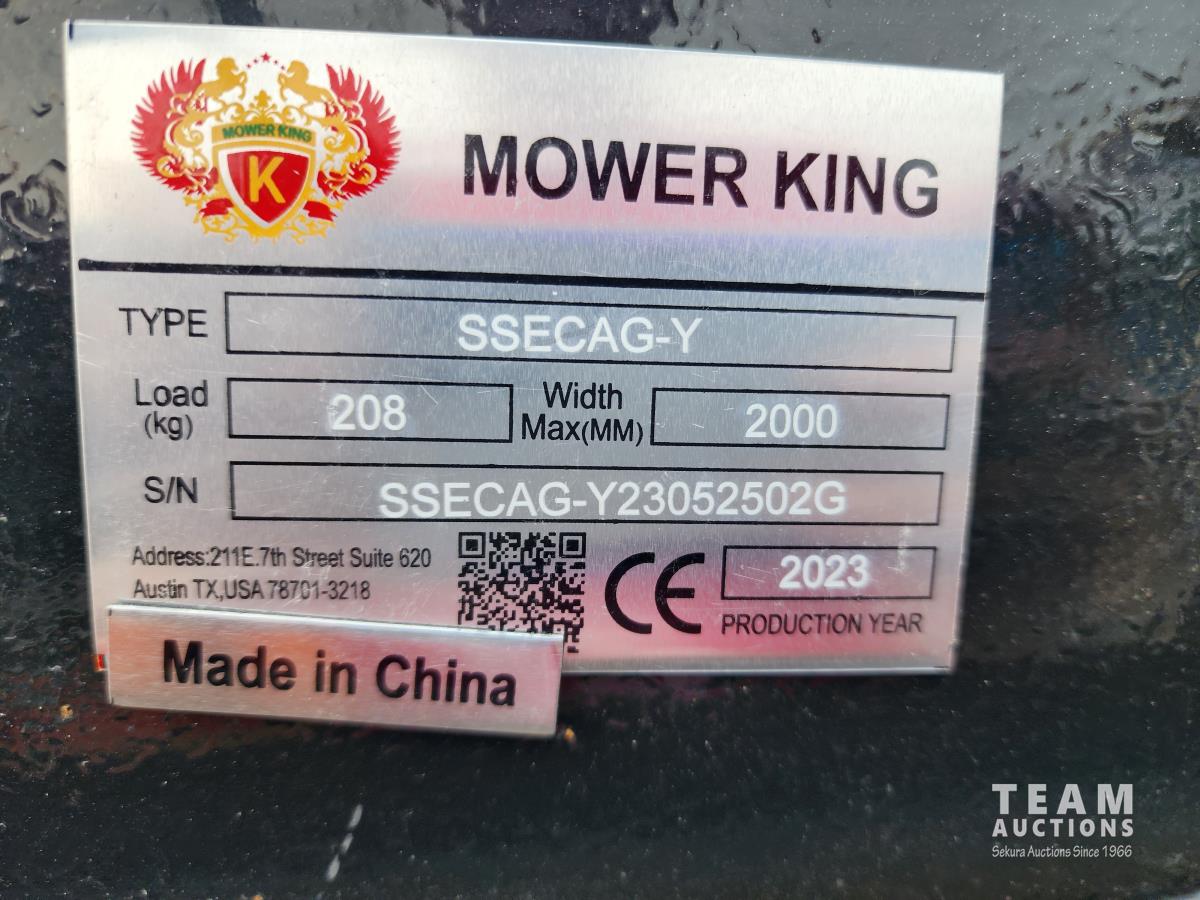 MOWER KING
K
MOWER KING
TYPE SSECAG-Y
Load (kg) 208 Width Max(MM) 2000
S/N SSECAG-Y23052502G
Address:211E.7th Street Suite 620
Austin TX,USA 78701-3218
CE 2023
PRODUCTION YEAR
Made in China
TEAM
AUCTIONS
Sekura Auctions Since 1966